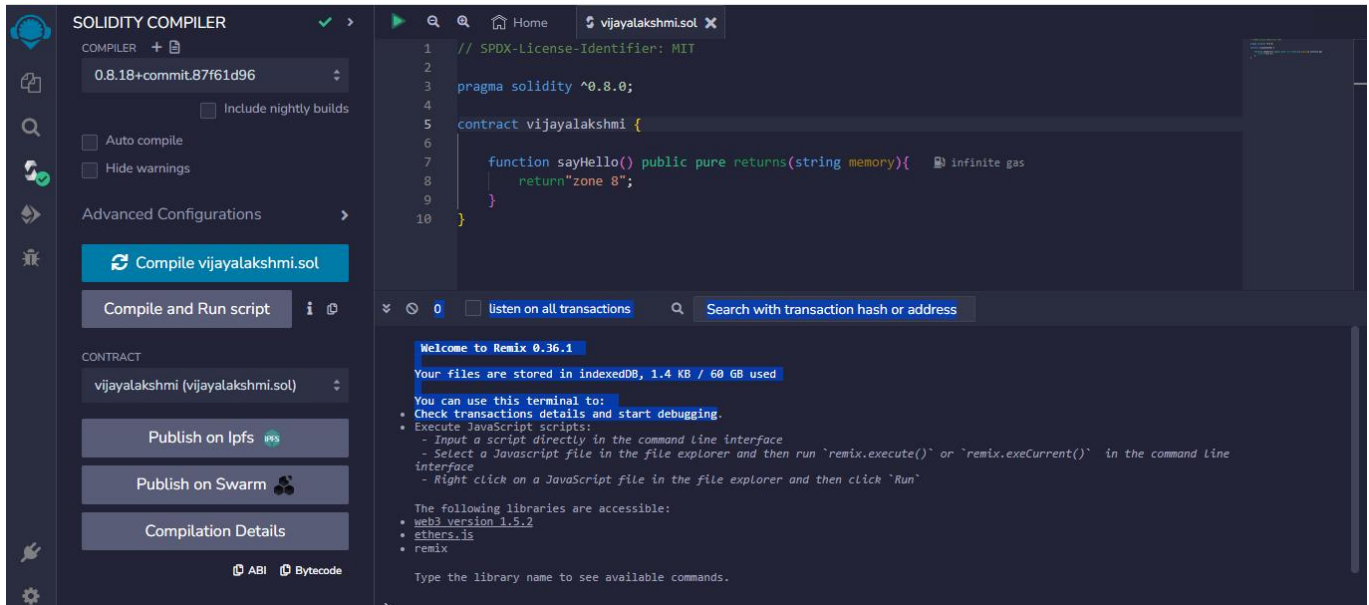 SOLIDITY COMPILER
COMPILER
0.8.18+commit.87f61d96
Include nightly builds
Auto compile
Hide warnings
Advanced Configurations
Compile vijayalakshmi.sol
Compile and Run script
i
CONTRACT
vijayalakshmi (vijayalakshmi.sol)
Publish on Ipfs IPFS
Publish on Swarm
Compilation Details
ABI Bytecode
Home vijayalakshmi.sol
1 // SPDX-License-Identifier: MIT
2
3 pragma solidity ^0.8.0;
4
5 contract vijayalakshmi {
6
7 function sayHello() public pure returns(string memory){ infinite gas
8 return"zone 8";
9 }
10 }
0 listen on all transactions Search with transaction hash or address
Welcome to Remix 0.36.1
Your files are stored in indexedDB, 1.4 KB / 60 GB used
You can use this terminal to:
• Check transactions details and start debugging.
• Execute JavaScript scripts:
- Input a script directly in the command line interface
- Select a Javascript file in the file explorer and then run `remix.execute()` or `remix.exeCurrent()` in the command line
interface
- Right click on a JavaScript file in the file explorer and then click `Run`
The following libraries are accessible:
• web3 version 1.5.2
• ethers.js
• remix
Type the library name to see available commands.